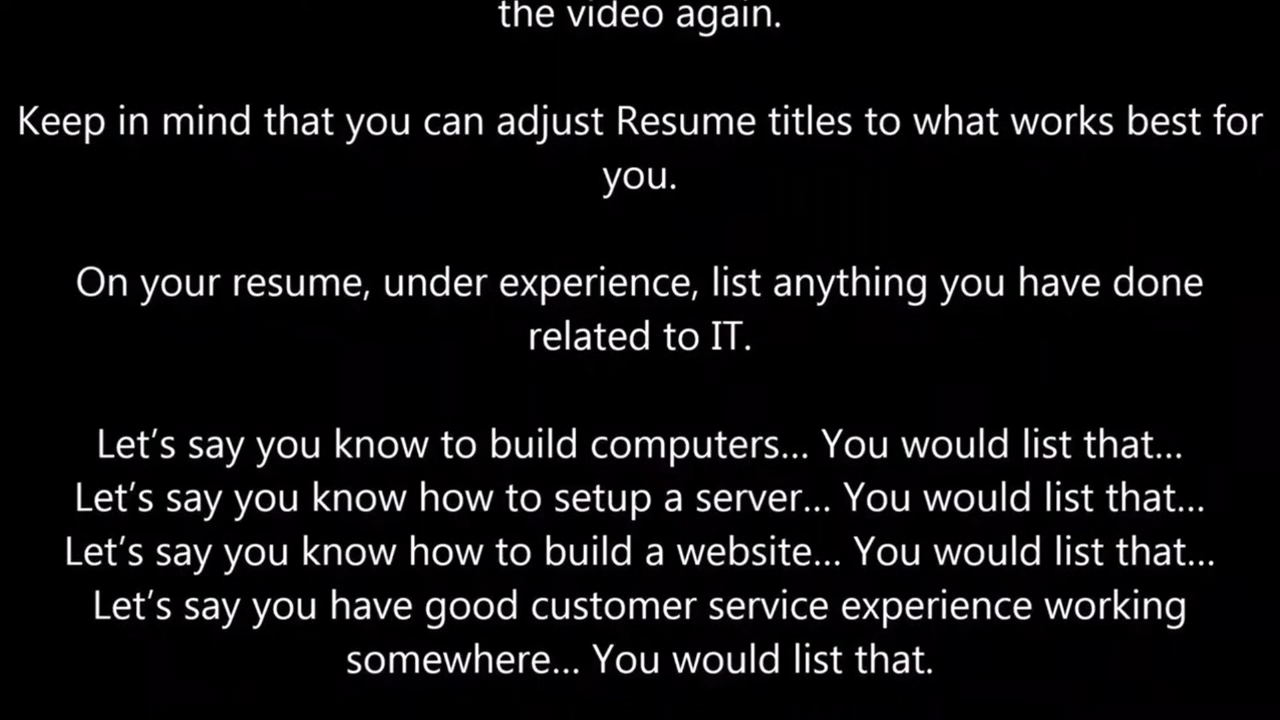 the video again.
Keep in mind that you can adjust Resume titles to what works best for
you.
On your resume, under experience, list anything you have done
related to IT.
Let’s say you know to build computers... You would list that...
Let’s say you know how to setup a server... You would list that...
Let’s say you know how to build a website... You would list that...
Let’s say you have good customer service experience working
somewhere... You would list that.